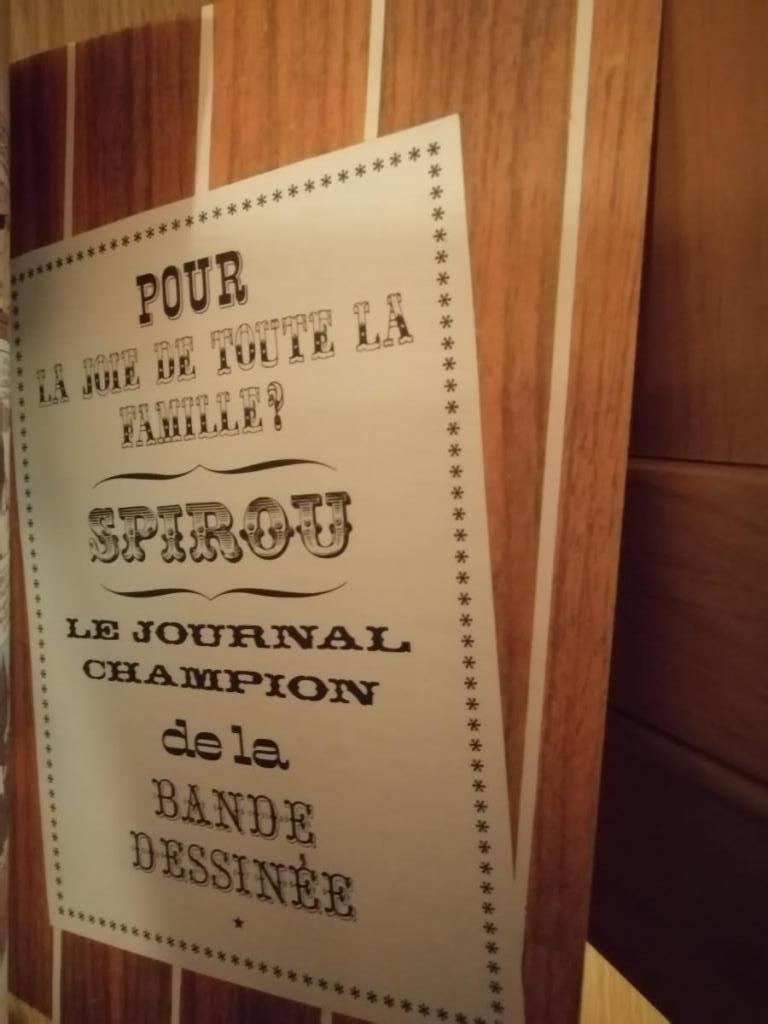 POUR
LA JOIE DE TOUTE LA
FAMILLE?
SPIROU
LE JOURNAL
CHAMPION
de la
BANDE
DESSINÉE